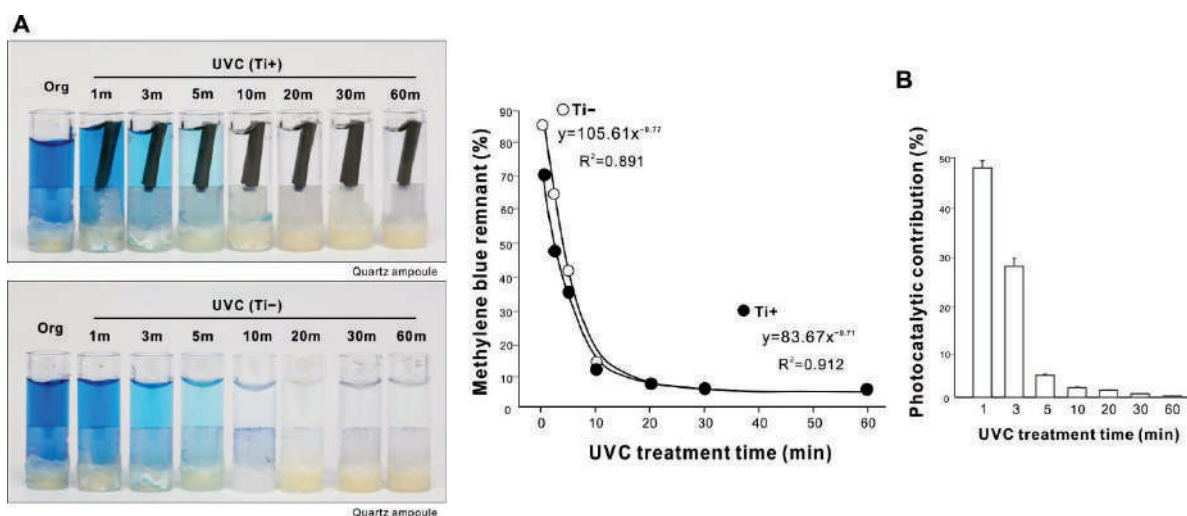 A
UVC (Ti+)
Org 1m 3m 5m 10m 20m 30m 60m
Quartz ampoule
UVC (Ti−)
Org 1m 3m 5m 10m 20m 30m 60m
Quartz ampoule
Methylene blue remnant (%)
90
80
70
60
50
40
30
20
10
0
Ti−
y=105.61x⁻⁰·⁷⁷
R²=0.891
Ti+
y=83.67x⁻⁰·⁷¹
R²=0.912
0 10 20 30 40 50 60
UVC treatment time (min)
B
Photocatalytic contribution (%)
50
40
30
20
10
0
1 3 5 10 20 30 60
UVC treatment time (min)